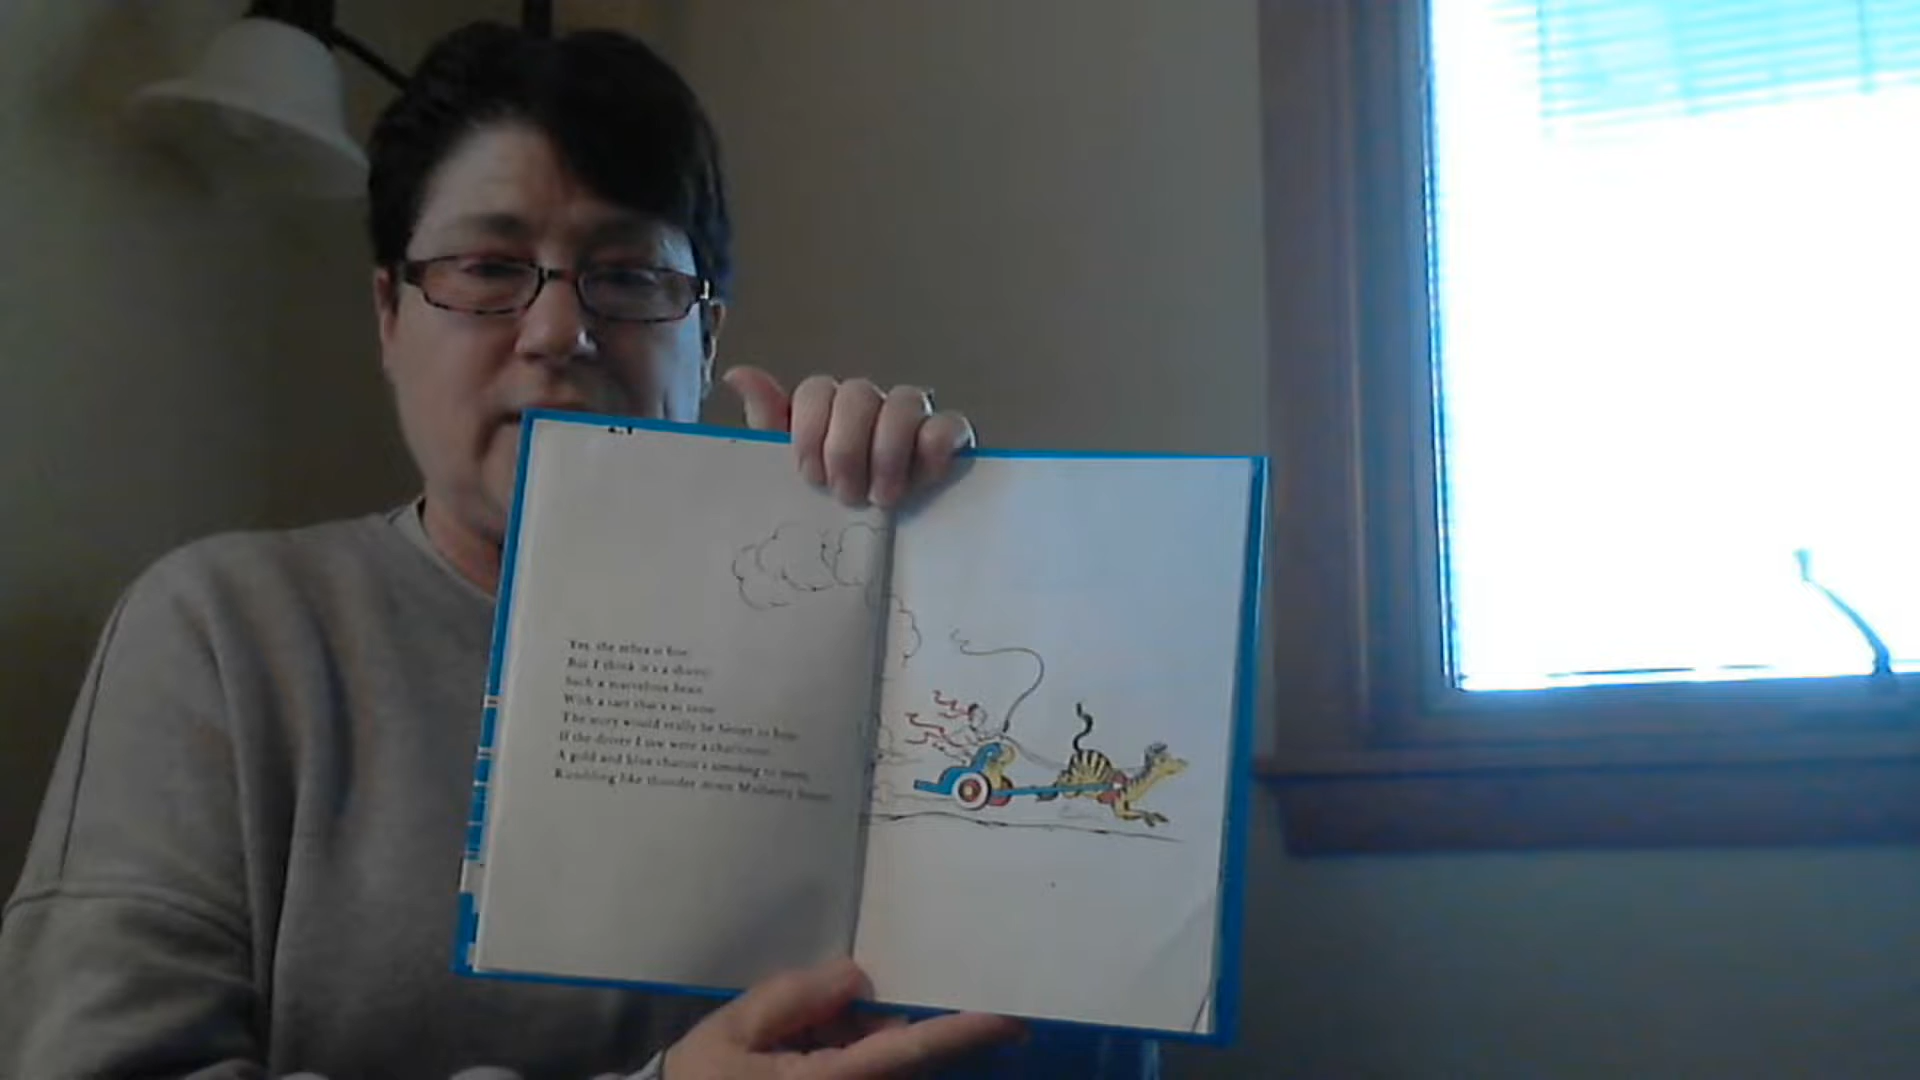 Yes, the zebra is fine,
But I think it's a shame,
Such a marvelous beast
With a cart that's so tame.
The story would really be better to hear
If the driver I saw were a charioteer.
A gold and blue chariot's something to meet,
Rumbling like thunder down Mulberry Street!